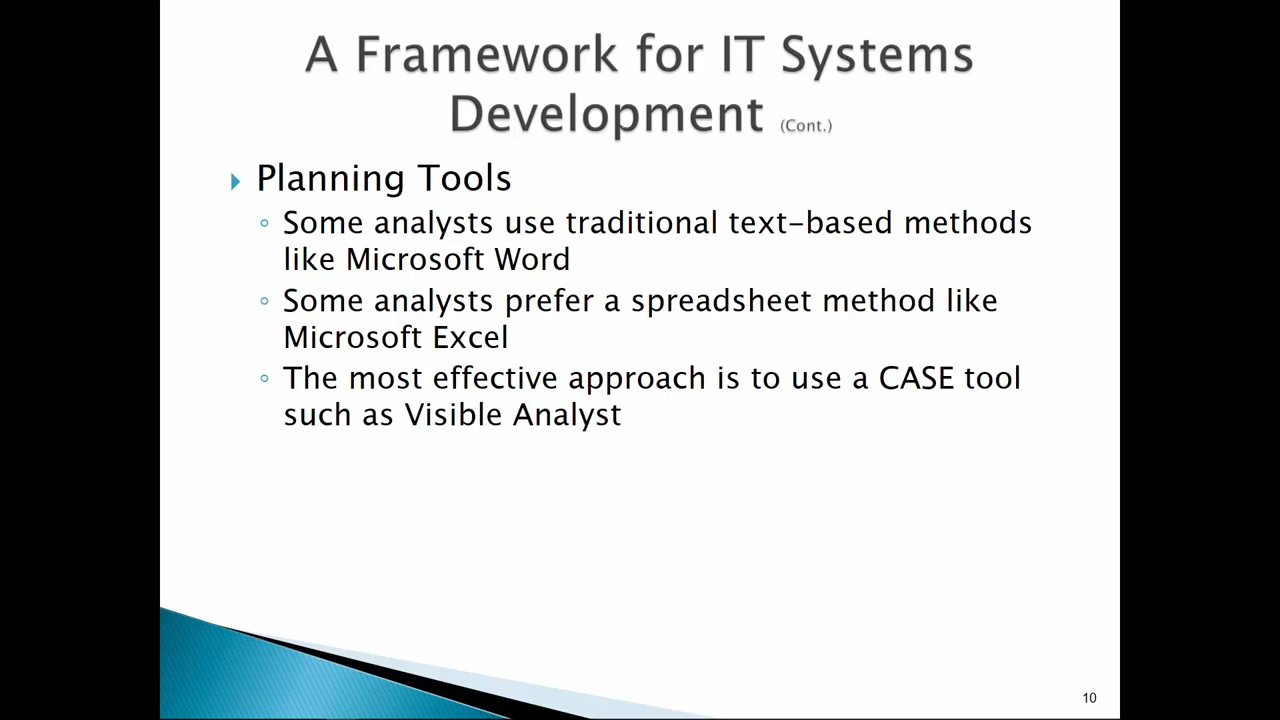 A Framework for IT Systems
Development (Cont.)
Planning Tools
Some analysts use traditional text-based methods
like Microsoft Word
Some analysts prefer a spreadsheet method like
Microsoft Excel
The most effective approach is to use a CASE tool
such as Visible Analyst
10